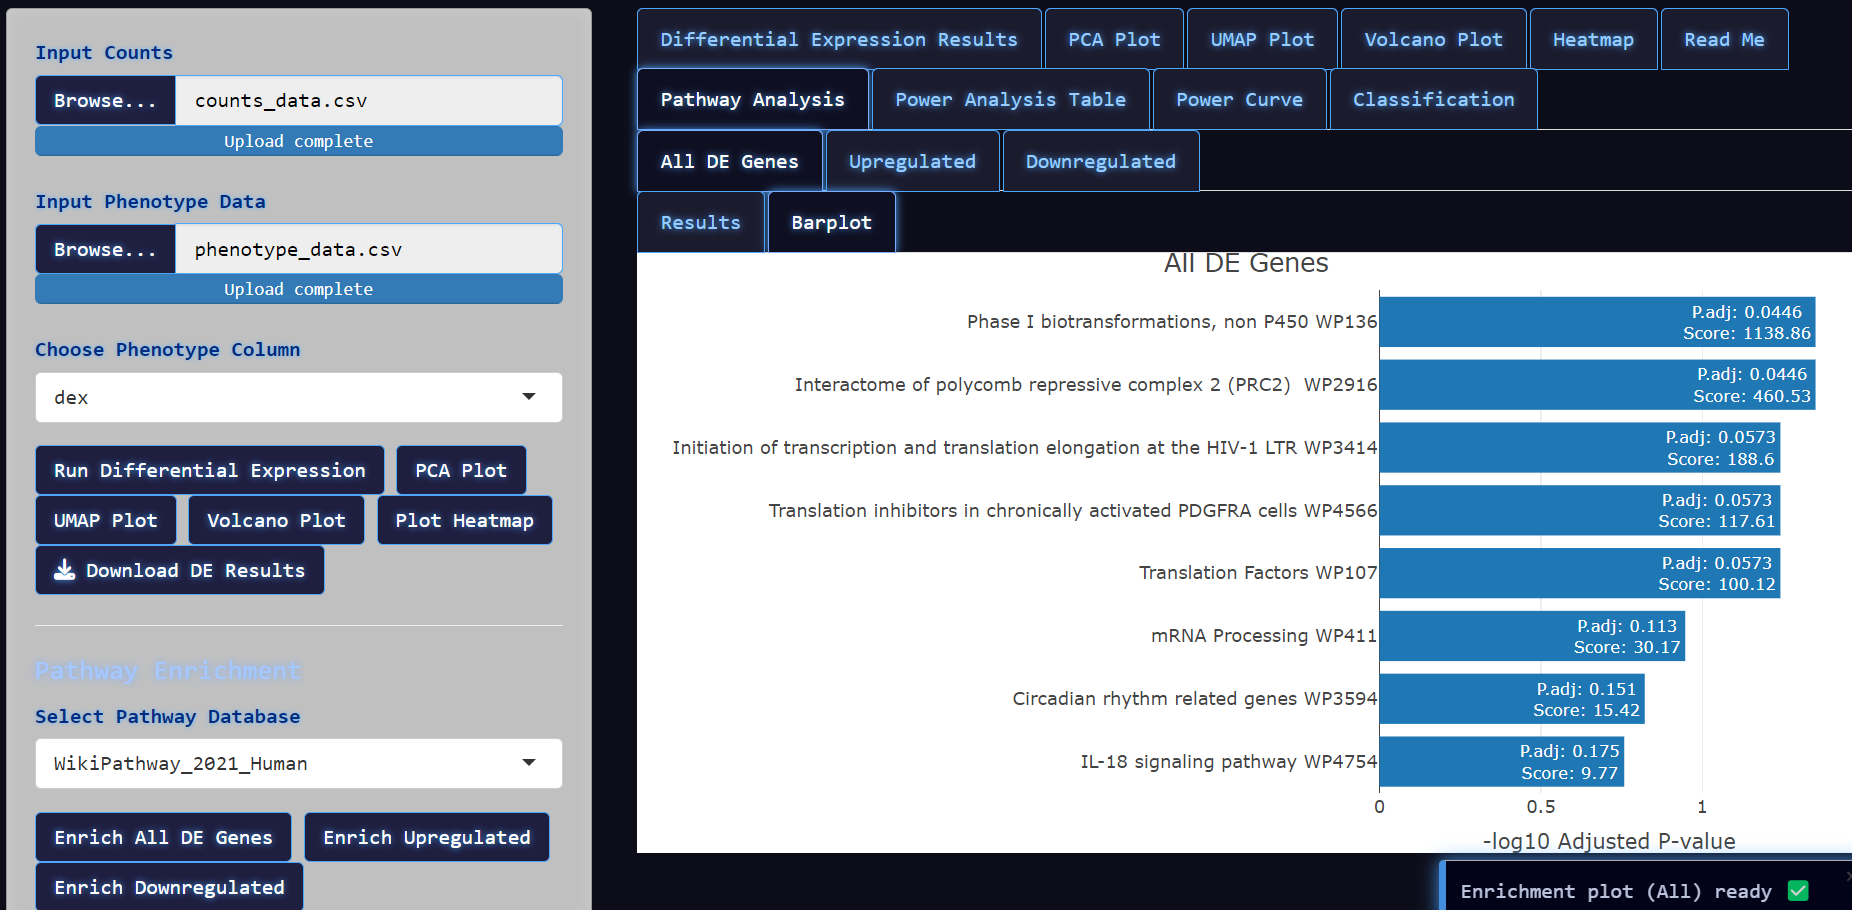 Input Counts
Browse... counts_data.csv
Upload complete
Input Phenotype Data
Browse... phenotype_data.csv
Upload complete
Choose Phenotype Column
dex
Run Differential Expression PCA Plot
UMAP Plot Volcano Plot Plot Heatmap
Download DE Results
Pathway Enrichment
Select Pathway Database
WikiPathway_2021_Human
Enrich All DE Genes Enrich Upregulated
Enrich Downregulated
Differential Expression Results PCA Plot UMAP Plot Volcano Plot Heatmap Read Me
Pathway Analysis Power Analysis Table Power Curve Classification
All DE Genes Upregulated Downregulated
Results Barplot
All DE Genes
Phase I biotransformations, non P450 WP136
P.adj: 0.0446
Score: 1138.86
Interactome of polycomb repressive complex 2 (PRC2) WP2916
P.adj: 0.0446
Score: 460.53
Initiation of transcription and translation elongation at the HIV-1 LTR WP3414
P.adj: 0.0573
Score: 188.6
Translation inhibitors in chronically activated PDGFRA cells WP4566
P.adj: 0.0573
Score: 117.61
Translation Factors WP107
P.adj: 0.0573
Score: 100.12
mRNA Processing WP411
P.adj: 0.113
Score: 30.17
Circadian rhythm related genes WP3594
P.adj: 0.151
Score: 15.42
IL-18 signaling pathway WP4754
P.adj: 0.175
Score: 9.77
0 0.5 1
-log10 Adjusted P-value
Enrichment plot (All) ready ✅